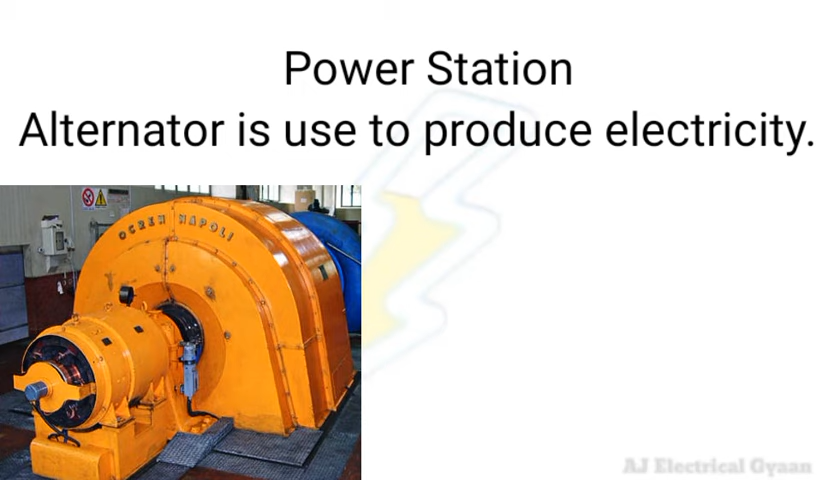 Power Station
Alternator is use to produce electricity.
OCREN NAPOLI
AJ Electrical Gyaan